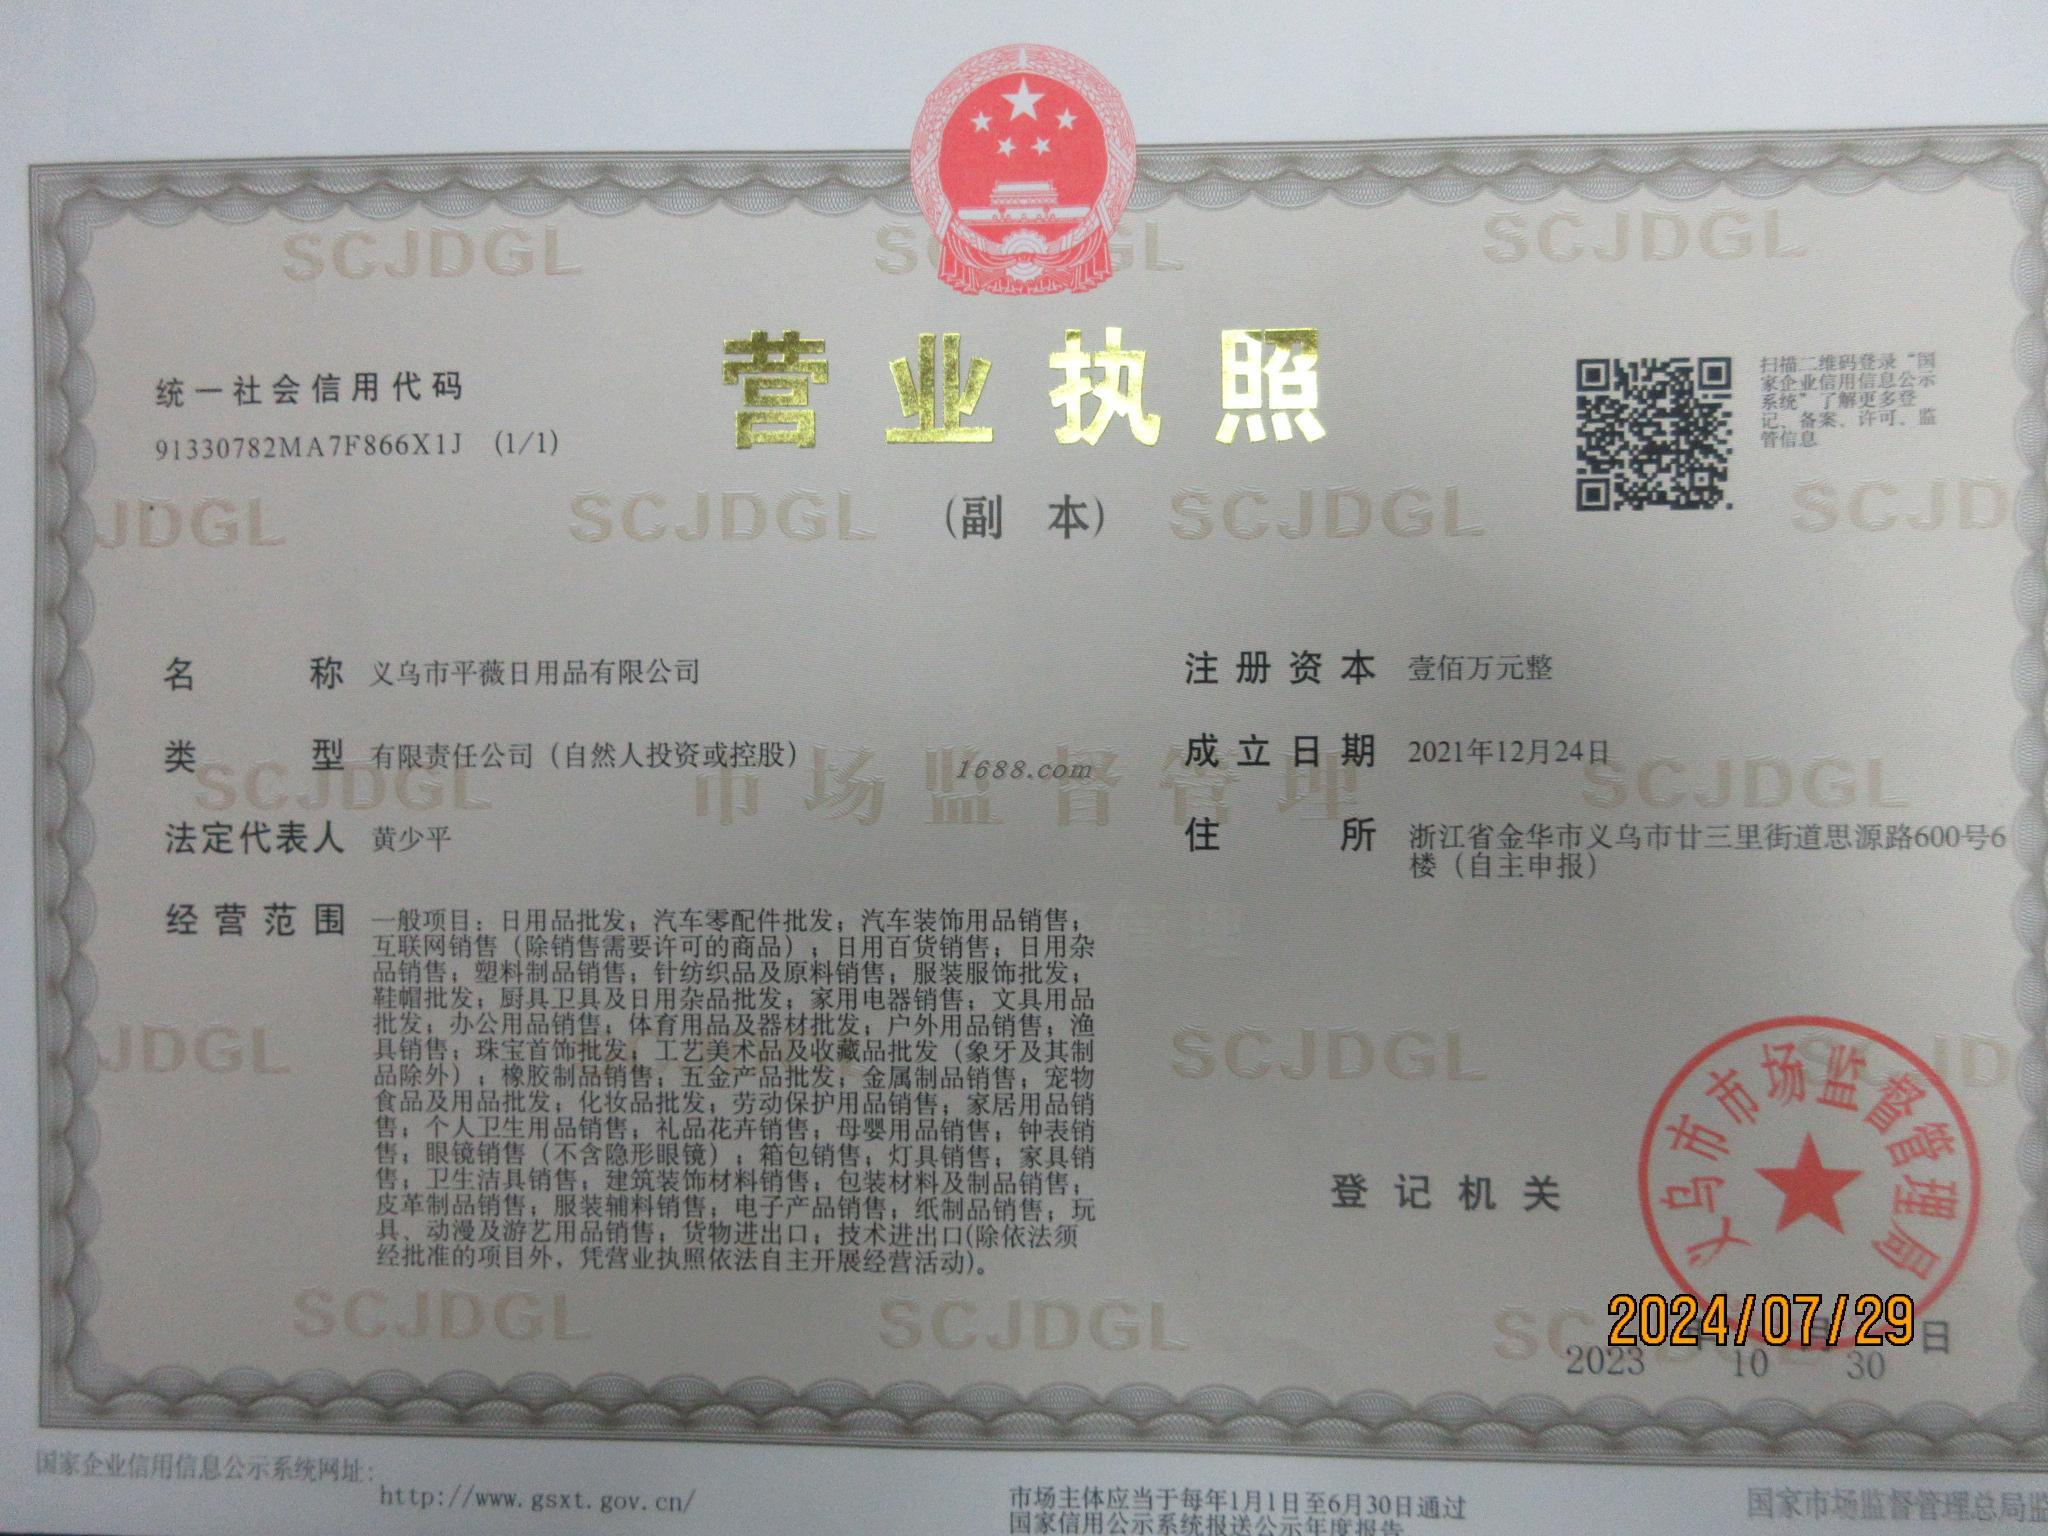 营业执照
(副 本)
统一社会信用代码
91330782MA7F866X1J (1/1)
扫描二维码登录“国
家企业信用信息公示
系统”了解更多登
记、备案、许可、监
管信息
名 称 义乌市平薇日用品有限公司
类 型 有限责任公司（自然人投资或控股）
法定代表人 黄少平
经营范围 一般项目：日用品批发；汽车零配件批发；汽车装饰用品销售；
互联网销售（除销售需要许可的商品）；日用百货销售；日用杂
品销售；塑料制品销售；针纺织品及原料销售；服装服饰批发；
鞋帽批发；厨具卫具及日用杂品批发；家用电器销售；文具用品
批发；办公用品销售；体育用品及器材批发；户外用品销售；渔
具销售；珠宝首饰批发；工艺美术品及收藏品批发（象牙及其制
品除外）；橡胶制品销售；五金产品批发；金属制品销售；宠物
食品及用品批发；化妆品批发；劳动保护用品销售；家居用品销
售；个人卫生用品销售；礼品花卉销售；母婴用品销售；钟表销
售；眼镜销售（不含隐形眼镜）；箱包销售；灯具销售；家具销
售；卫生洁具销售；建筑装饰材料销售；包装材料及制品销售；
皮革制品销售；服装辅料销售；电子产品销售；纸制品销售；玩
具、动漫及游艺用品销售；货物进出口；技术进出口(除依法须
经批准的项目外，凭营业执照依法自主开展经营活动)。
注册资本 壹佰万元整
成立日期 2021年12月24日
住 所 浙江省金华市义乌市廿三里街道思源路600号6
楼（自主申报）
1688.com
市场监督管理
SCJDGL SCJDGL
SCJDGL SCJDGL
SCJDGL SCJDGL
SCJDGL
SCJDGL SCJDGL
登记机关
义乌市市场监督管理局
2024/07/29
2023 10 30 日
国家企业信用信息公示系统网址：
http://www.gsxt.gov.cn/
市场主体应当于每年1月1日至6月30日通过
国家信用公示系统报送公示年度报告
国家市场监督管理总局监